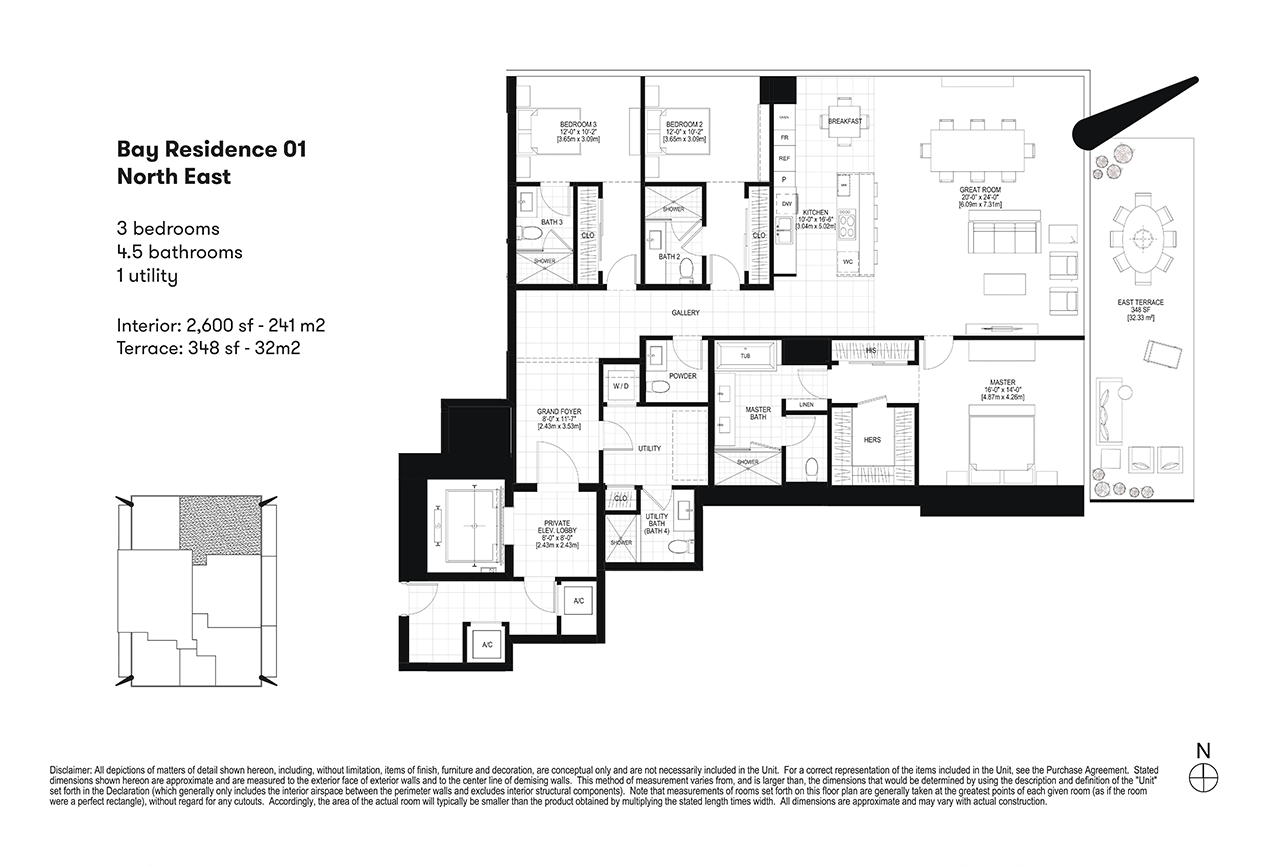 Bay Residence 01
North East
3 bedrooms
4.5 bathrooms
1 utility
Interior: 2,600 sf - 241 m2
Terrace: 348 sf - 32m2
BEDROOM 3
12'-0" x 10'-2"
[3.65m x 3.09m]
BEDROOM 2
12'-0" x 10'-2"
[3.65m x 3.09m]
BREAKFAST
OVEN
FR
REF
P
DW
KITCHEN
10'-0" x 16'-6"
[3.04m x 5.02m]
WC
GREAT ROOM
20'-0" x 24'-0"
[6.09m x 7.31m]
EAST TERRACE
348 SF
[32.33 m²]
BATH 3
SHOWER
CLO
SHOWER
BATH 2
CLO
GALLERY
POWDER
TUB
HIS
W / D
LINEN
MASTER
16'-0" x 14'-0"
[4.87m x 4.26m]
GRAND FOYER
8'-0" x 11'-7"
[2.43m x 3.53m]
MASTER
BATH
HERS
UTILITY
SHOWER
CLO
UTILITY
BATH
(BATH 4)
SHOWER
PRIVATE
ELEV. LOBBY
8'-0" x 8'-0"
[2.43m x 2.43m]
A/C
A/C
N
Disclaimer: All depictions of matters of detail shown hereon, including, without limitation, items of finish, furniture and decoration, are conceptual only and are not necessarily included in the Unit. For a correct representation of the items included in the Unit, see the Purchase Agreement. Stated
dimensions shown hereon are approximate and are measured to the exterior face of exterior walls and to the center line of demising walls. This method of measurement varies from, and is larger than, the dimensions that would be determined by using the description and definition of the "Unit"
set forth in the Declaration (which generally only includes the interior airspace between the perimeter walls and excludes interior structural components). Note that measurements of rooms set forth on this floor plan are generally taken at the greatest points of each given room (as if the room
were a perfect rectangle), without regard for any cutouts. Accordingly, the area of the actual room will typically be smaller than the product obtained by multiplying the stated length times width. All dimensions are approximate and may vary with actual construction.